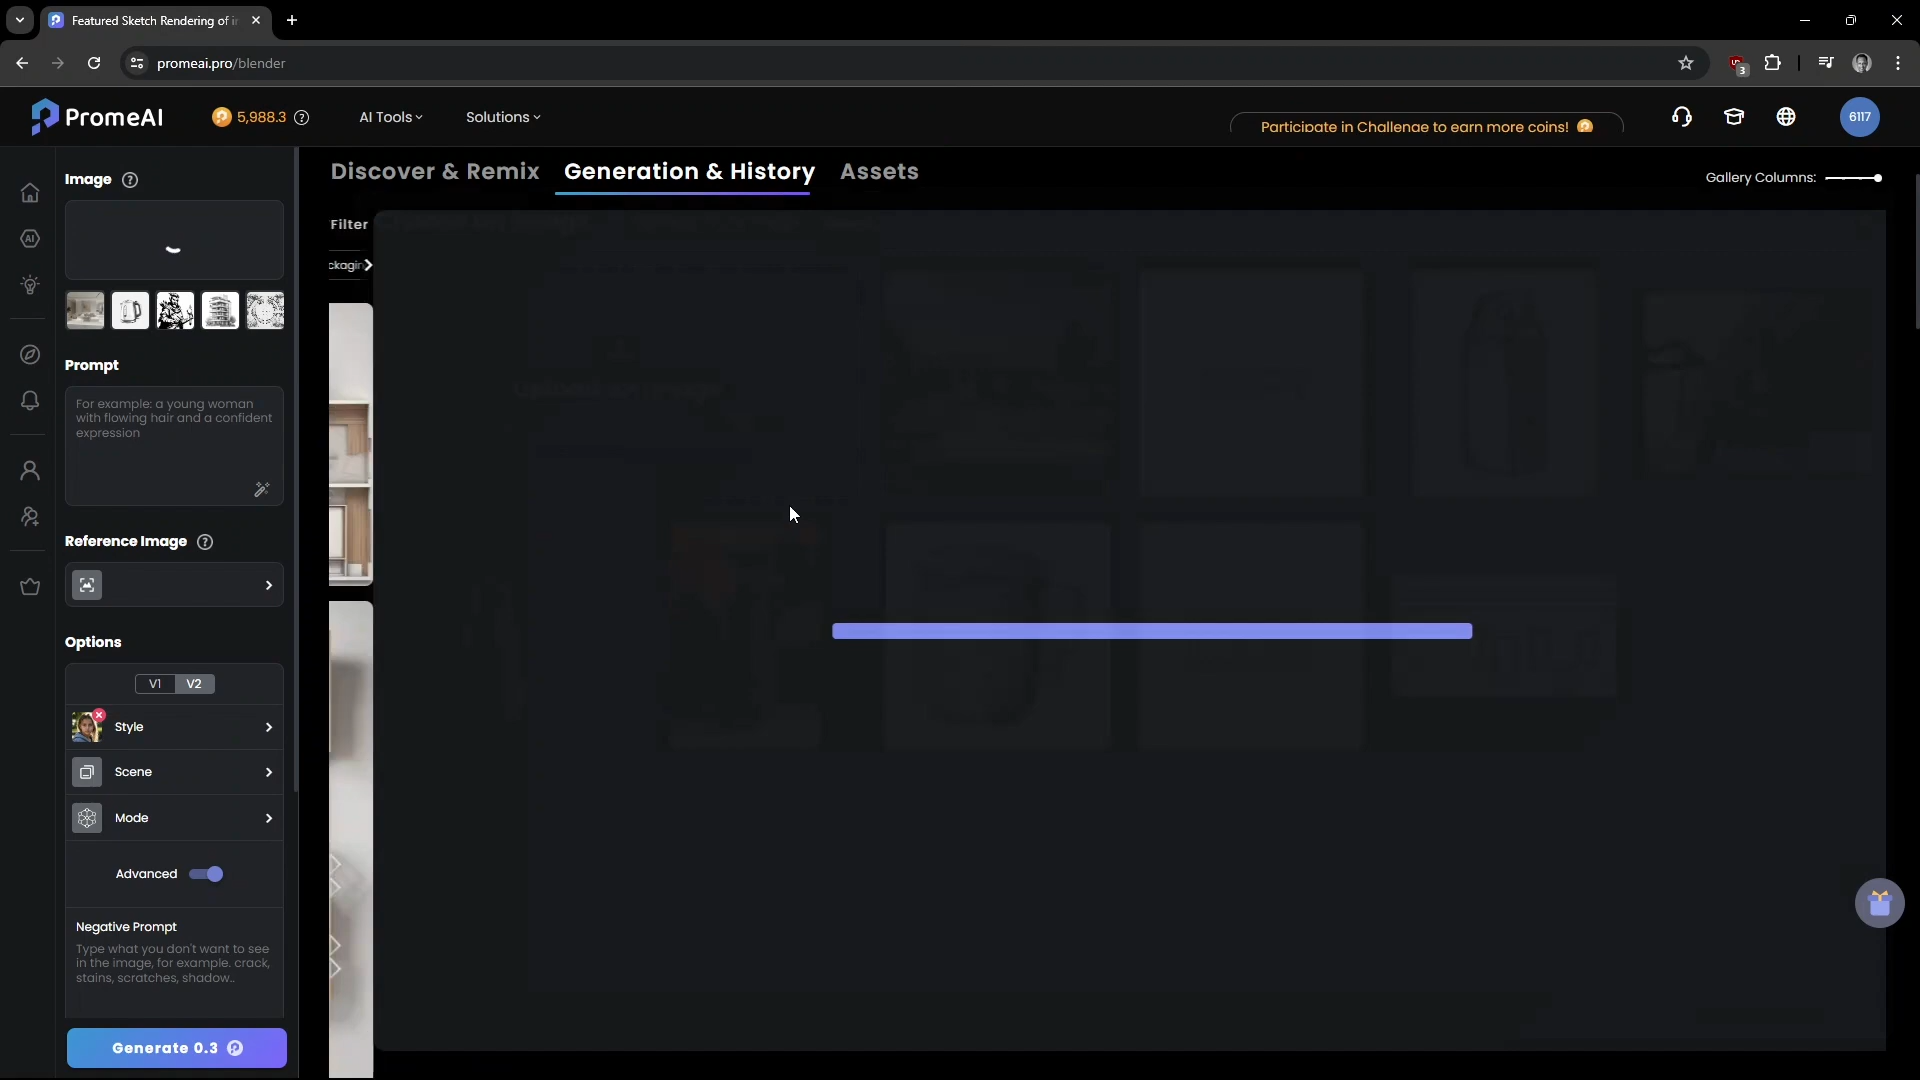 Featured Sketch Rendering of in
promeai.pro/blender
3
PromeAI
5,988.3
AI Tools
Solutions
Participate in Challenge to earn more coins!
6117
Image
Discover & Remix
Generation & History
Assets
Gallery Columns:
Filter
ckagin
Prompt
For example: a young woman
with flowing hair and a confident
expression
Reference Image
Options
V1
V2
Style
Scene
Mode
Advanced
Negative Prompt
Type what you don't want to see
in the image, for example. crack,
stains, scratches, shadow..
Generate 0.3